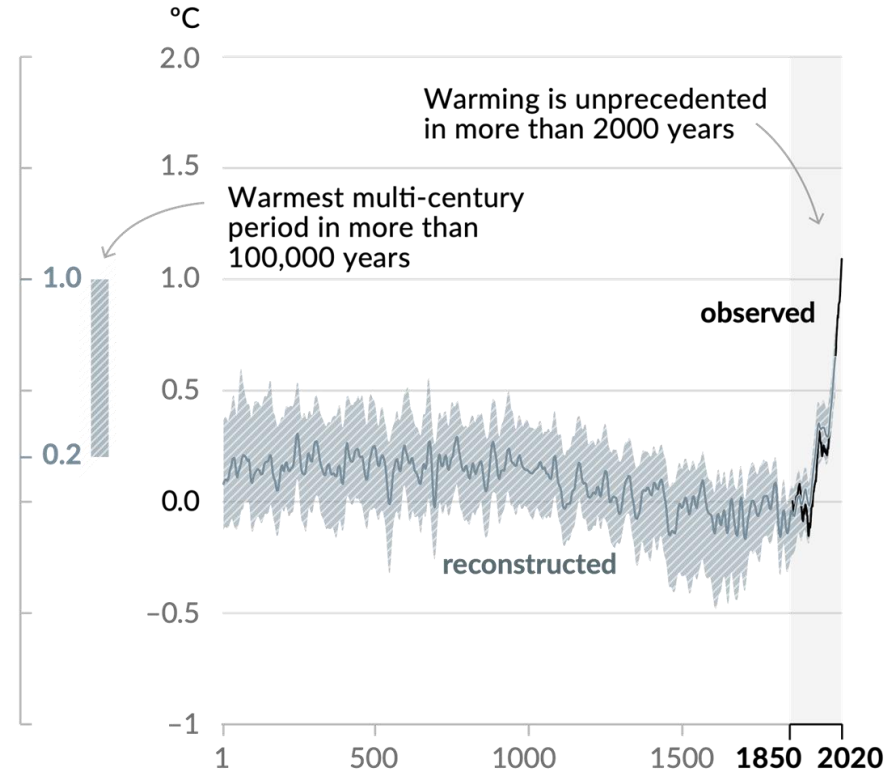 ºC
2.0
Warming is unprecedented
in more than 2000 years
1.5
Warmest multi-century
period in more than
100,000 years
1.0
1.0
observed
0.5
0.2
0.0
reconstructed
−0.5
−1
1 500 1000 1500 1850 2020